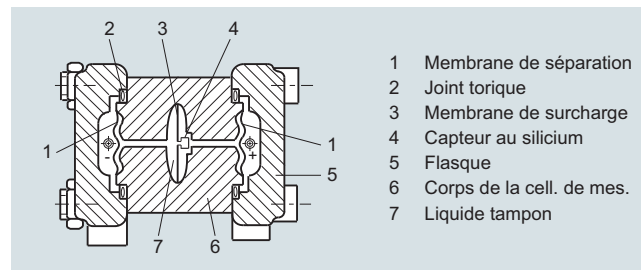 2 3 4
1 1
- +
5
7 6
1 Membrane de séparation
2 Joint torique
3 Membrane de surcharge
4 Capteur au silicium
5 Flasque
6 Corps de la cell. de mes.
7 Liquide tampon